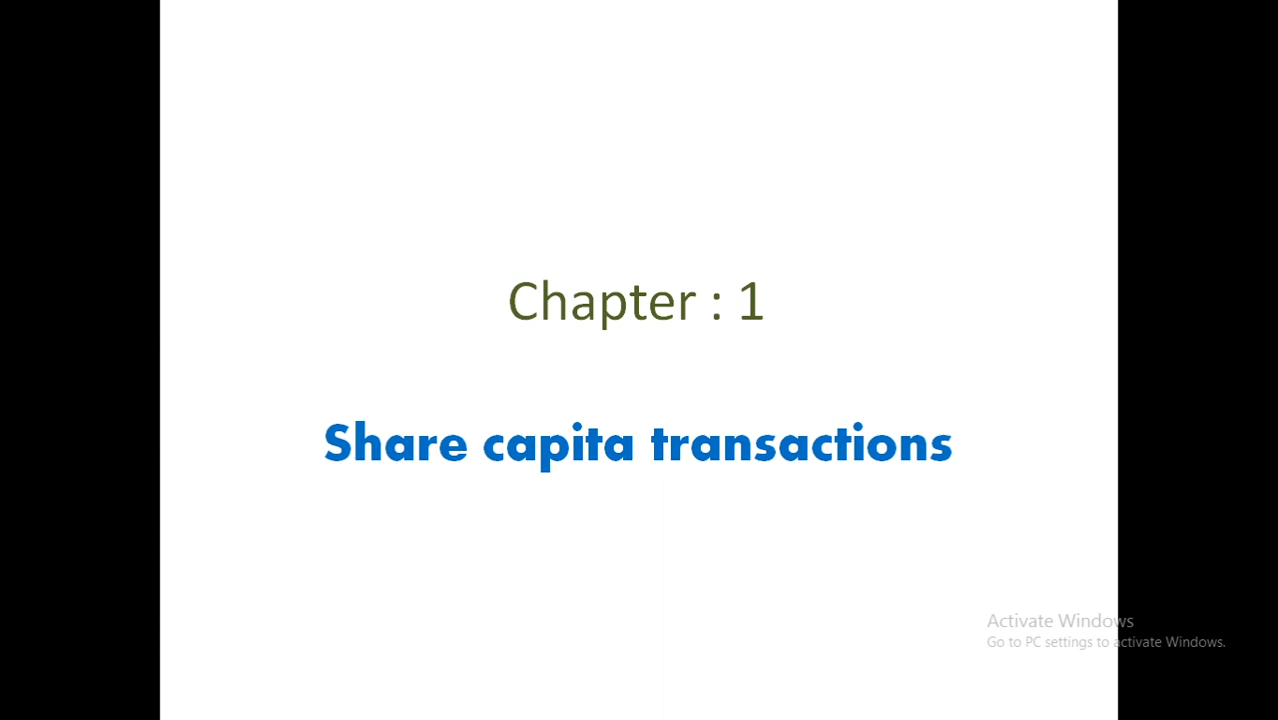 Chapter : 1
Share capita transactions
Activate Windows
Go to PC settings to activate Windows.